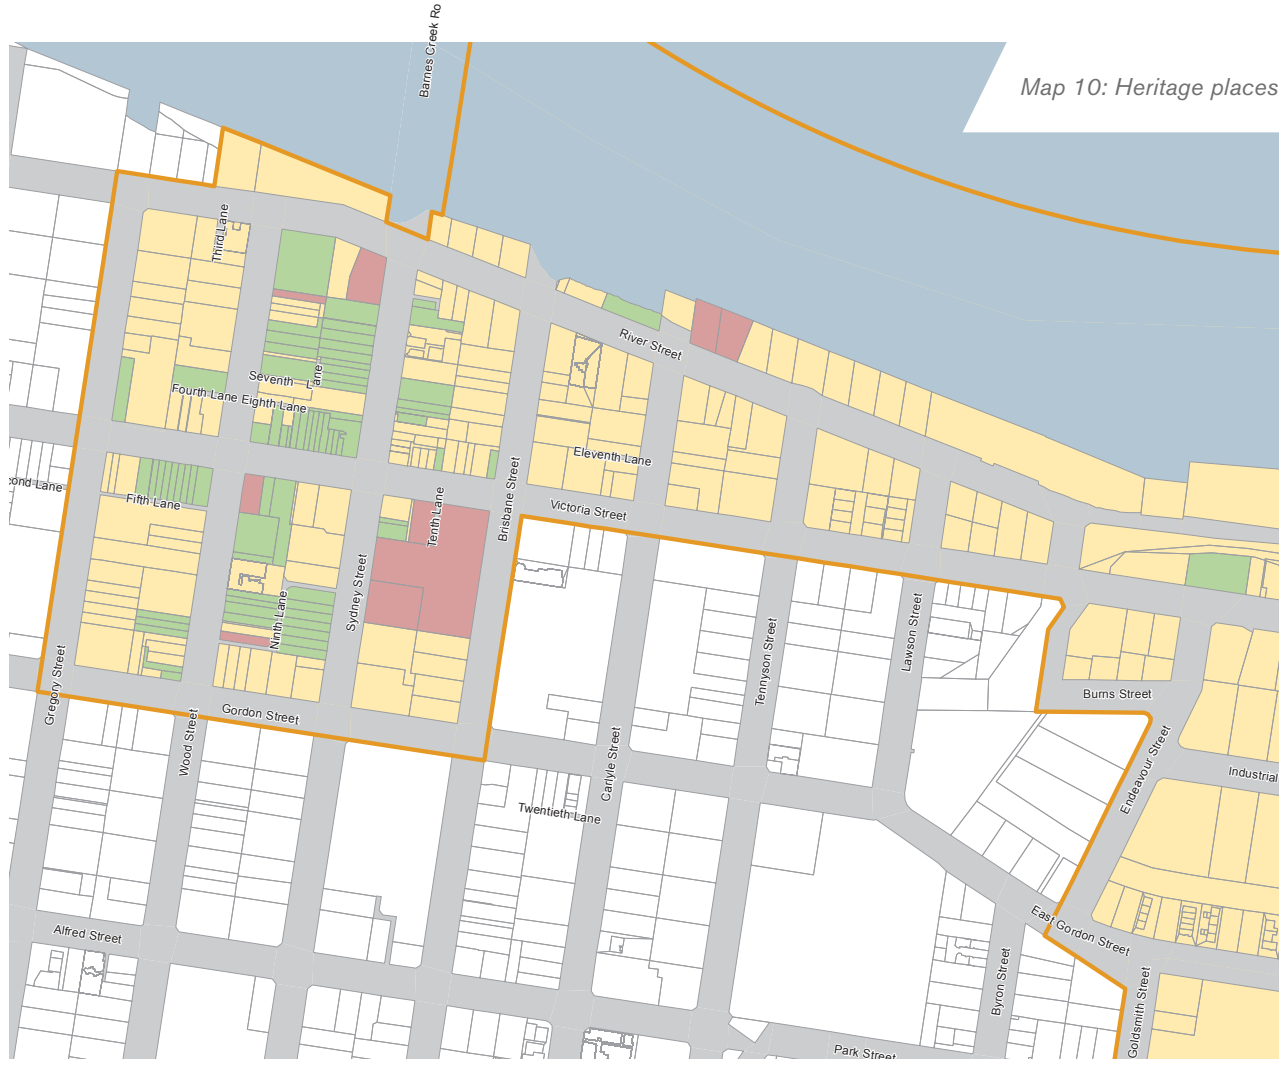 Barnes Creek Ro
Map 10: Heritage places
Third Lane
River Street
Seventh Lane
Fourth Lane Eighth Lane
Eleventh Lane
cond Lane
Fifth Lane
Tenth Lane
Brisbane Street
Victoria Street
Sydney Street
Ninth Lane
Tennyson Street
Lawson Street
Gregory Street
Burns Street
Gordon Street
Wood Street
Carlyle Street
Endeavour Street
Industrial
Twentieth Lane
East Gordon Street
Alfred Street
Byron Street
Goldsmith Street
Park Street